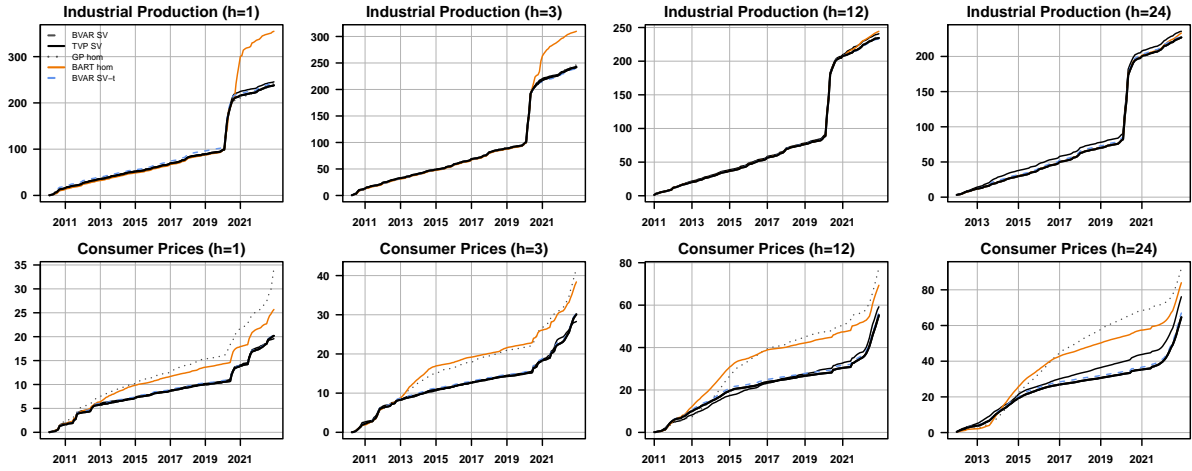 Industrial Production (h=1)
300
200
100
0
BVAR SV
TVP SV
GP hom
BART hom
BVAR SV−t
2011 2013 2015 2017 2019 2021
Industrial Production (h=3)
300
250
200
150
100
50
0
2011 2013 2015 2017 2019 2021
Industrial Production (h=12)
250
200
150
100
50
0
2011 2013 2015 2017 2019 2021
Industrial Production (h=24)
200
150
100
50
0
2013 2015 2017 2019 2021
Consumer Prices (h=1)
35
30
25
20
15
10
5
0
2011 2013 2015 2017 2019 2021
Consumer Prices (h=3)
40
30
20
10
0
2011 2013 2015 2017 2019 2021
Consumer Prices (h=12)
80
60
40
20
0
2011 2013 2015 2017 2019 2021
Consumer Prices (h=24)
80
60
40
20
0
2013 2015 2017 2019 2021